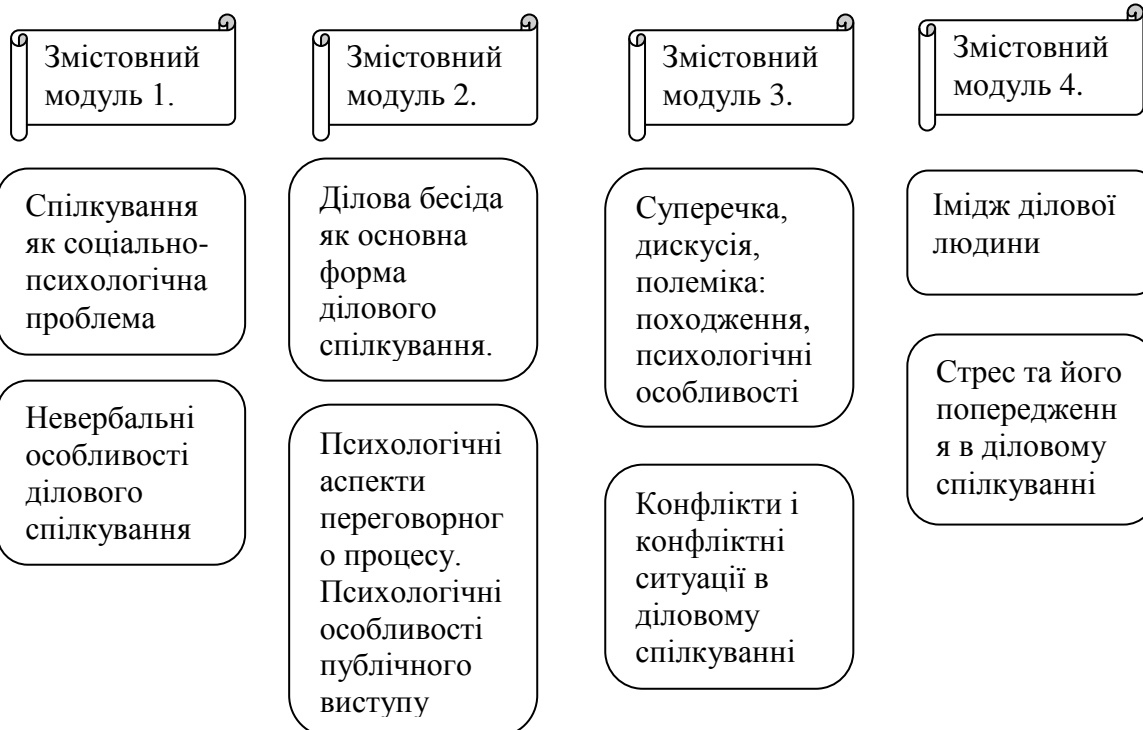 Змістовний
модуль 1.
Спілкування
як соціально-
психологічна
проблема
Невербальні
особливості
ділового
спілкування
Змістовний
модуль 2.
Ділова бесіда
як основна
форма
ділового
спілкування.
Психологічні
аспекти
переговорног
о процесу.
Психологічні
особливості
публічного
виступу
Змістовний
модуль 3.
Суперечка,
дискусія,
полеміка:
походження,
психологічні
особливості
Конфлікти і
конфліктні
ситуації в
діловому
спілкуванні
Змістовний
модуль 4.
Імідж ділової
людини
Стрес та його
попередженн
я в діловому
спілкуванні